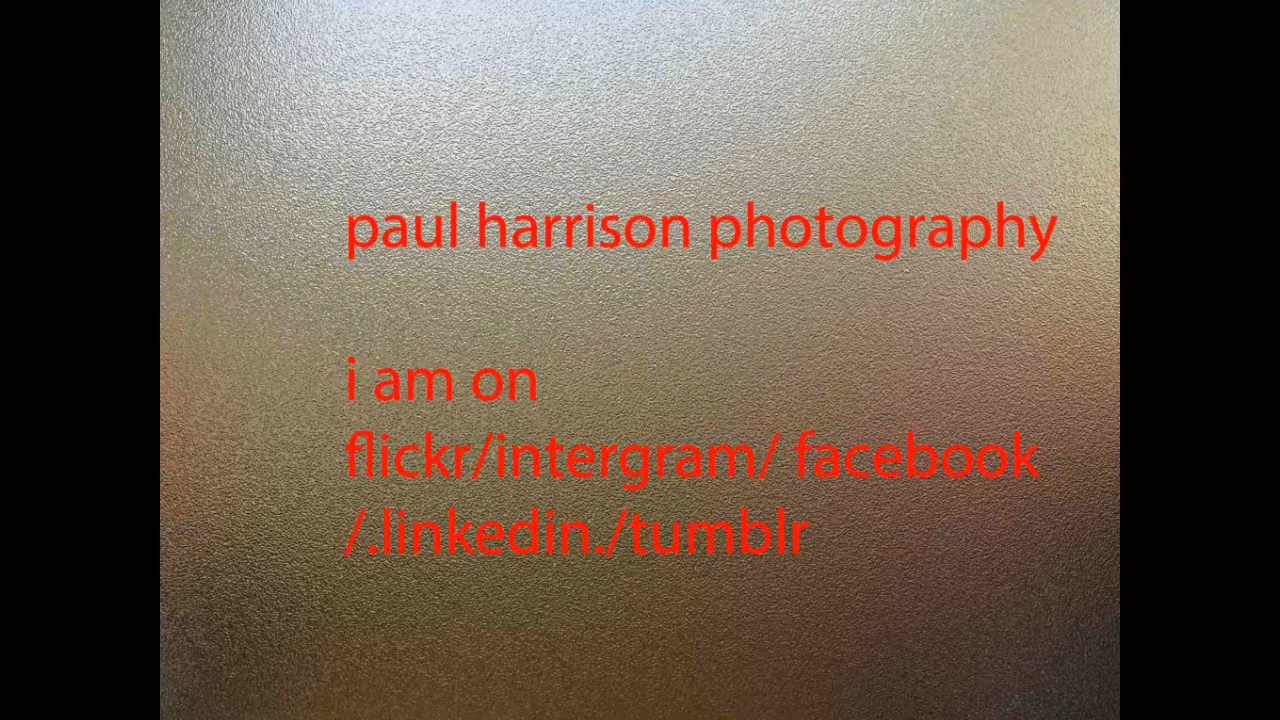 paul harrison photography
i am on
flickr/intergram/ facebook
/.linkedin./tumblr